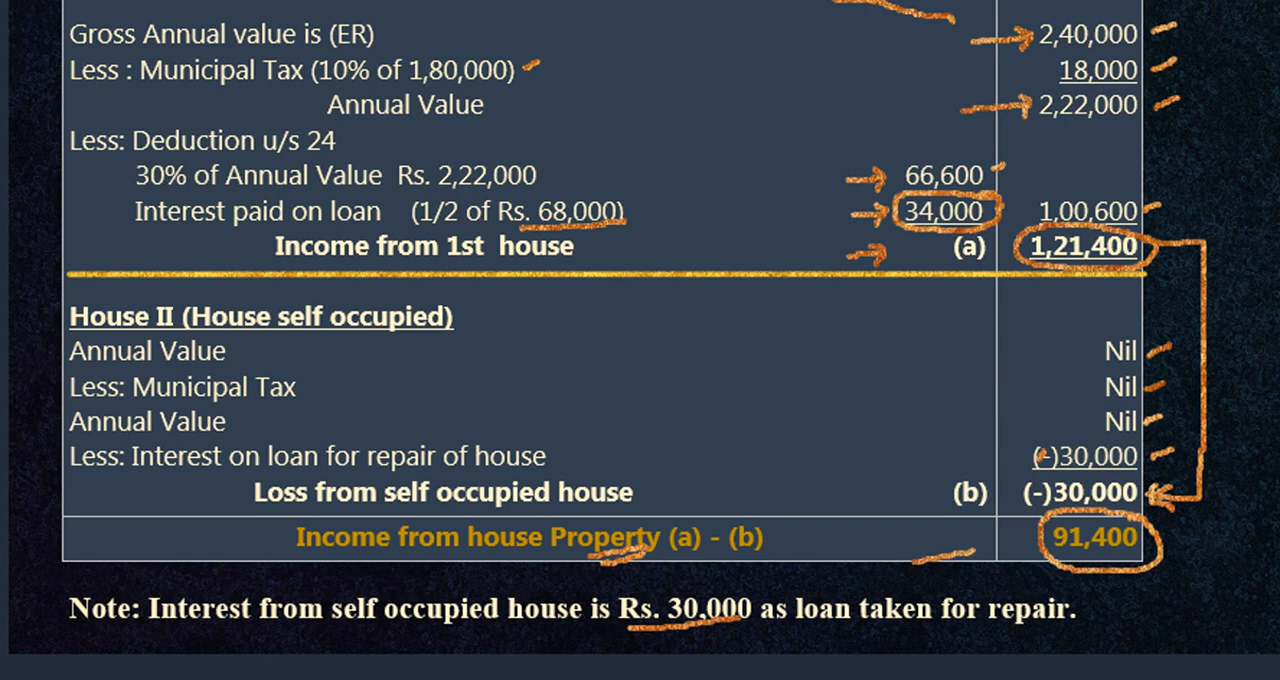 Gross Annual value is (ER) 2,40,000
Less : Municipal Tax (10% of 1,80,000) 18,000
Annual Value 2,22,000
Less: Deduction u/s 24
30% of Annual Value Rs. 2,22,000 66,600
Interest paid on loan (1/2 of Rs. 68,000) 34,000 1,00,600
Income from 1st house (a) 1,21,400
House II (House self occupied)
Annual Value Nil
Less: Municipal Tax Nil
Annual Value Nil
Less: Interest on loan for repair of house (-)30,000
Loss from self occupied house (b) (-)30,000
Income from house Property (a) - (b) 91,400
Note: Interest from self occupied house is Rs. 30,000 as loan taken for repair.